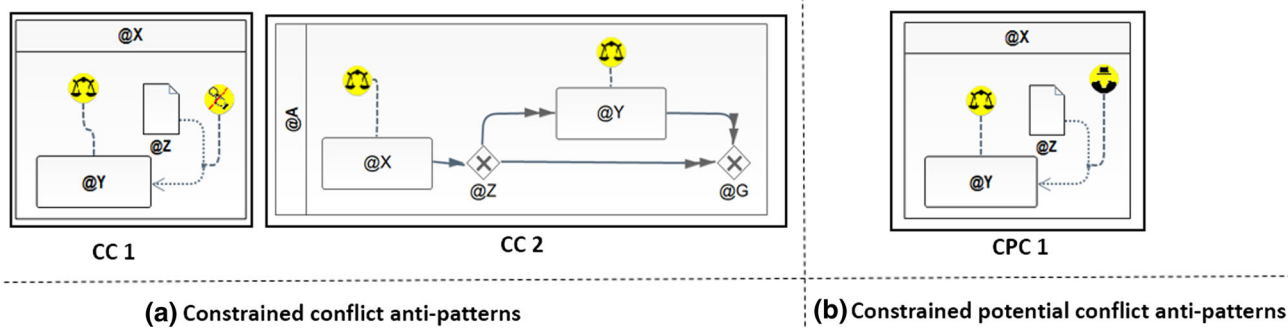 @X
@Z
@Y
CC 1
@A
@X
@Z
@Y
@G
CC 2
@X
@Z
@Y
CPC 1
(a) Constrained conflict anti-patterns
(b) Constrained potential conflict anti-patterns